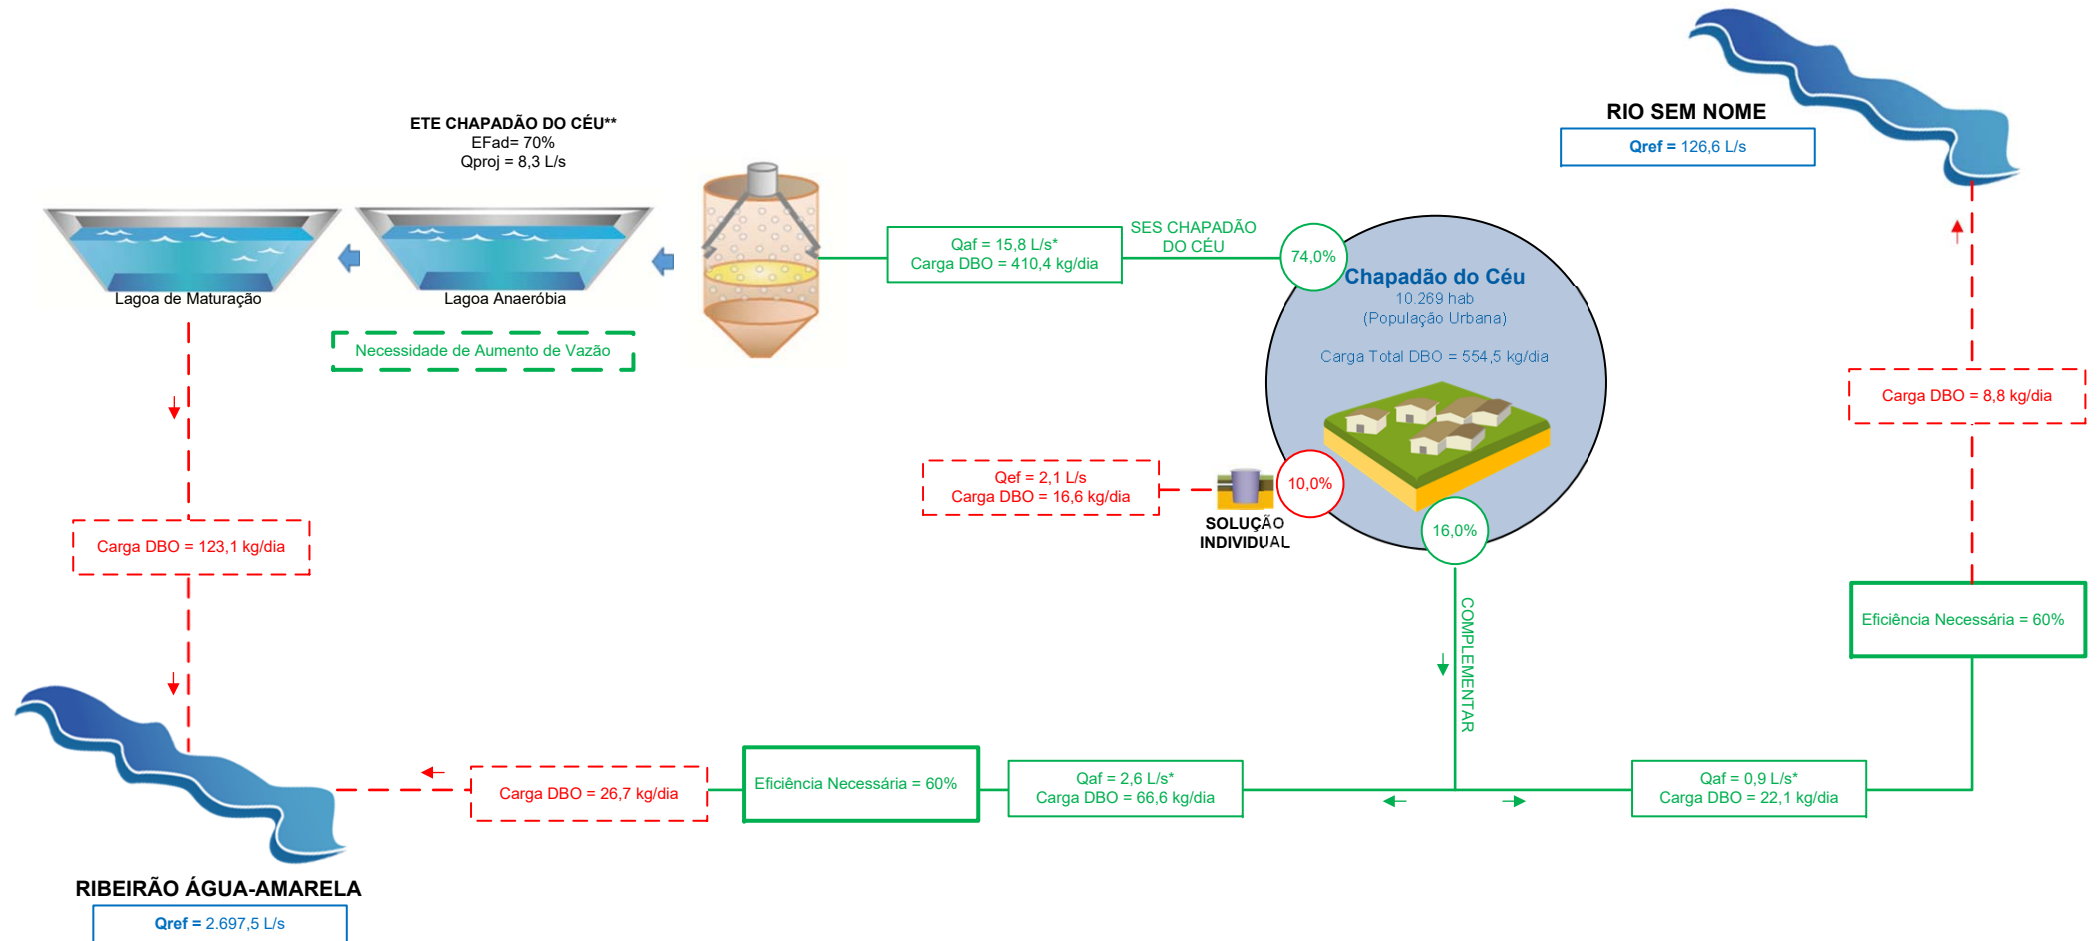 RIO SEM NOME
Qref = 126,6 L/s
ETE CHAPADÃO DO CÉU**
EFad= 70%
Qproj = 8,3 L/s
Lagoa de Maturação
Lagoa Anaeróbia
Necessidade de Aumento de Vazão
Qaf = 15,8 L/s*
Carga DBO = 410,4 kg/dia
SES CHAPADÃO
DO CÉU
74,0%
Chapadão do Céu
10.269 hab
(População Urbana)
Carga Total DBO = 554,5 kg/dia
Carga DBO = 8,8 kg/dia
Qef = 2,1 L/s
Carga DBO = 16,6 kg/dia
SOLUÇÃO
INDIVIDUAL
10,0%
16,0%
Carga DBO = 123,1 kg/dia
COMPLEMENTAR
Eficiência Necessária = 60%
Carga DBO = 26,7 kg/dia
Eficiência Necessária = 60%
Qaf = 2,6 L/s*
Carga DBO = 66,6 kg/dia
Qaf = 0,9 L/s*
Carga DBO = 22,1 kg/dia
RIBEIRÃO ÁGUA-AMARELA
Qref = 2.697,5 L/s